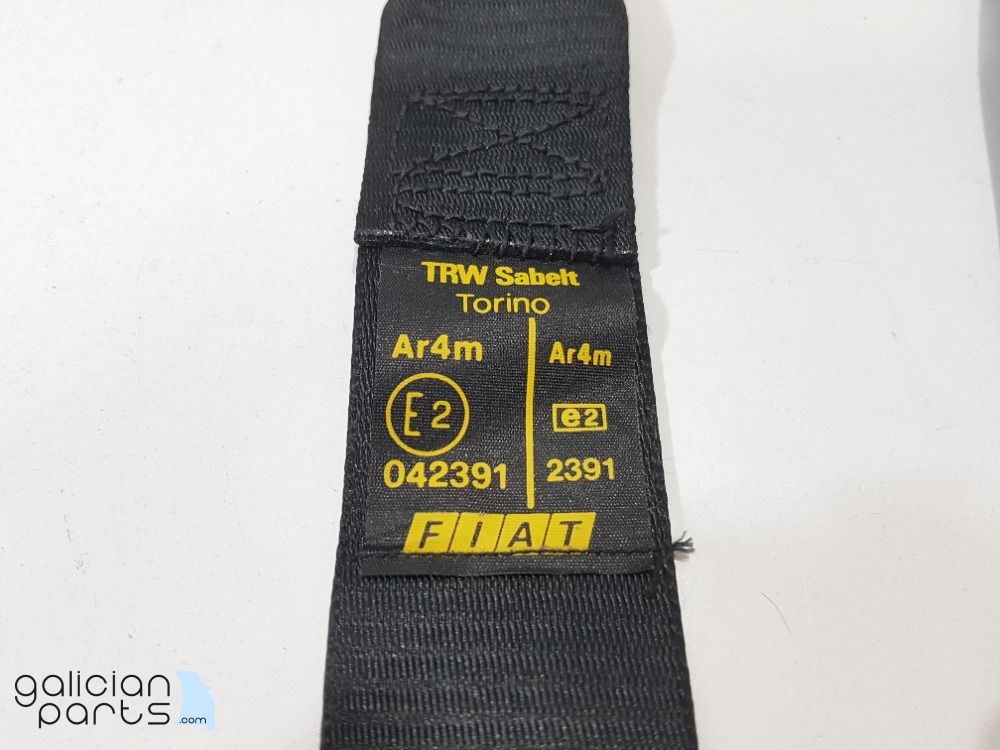 TRW Sabelt
Torino
Ar4m
E2
042391
Ar4m
e2
2391
FIAT
galician
parts.com